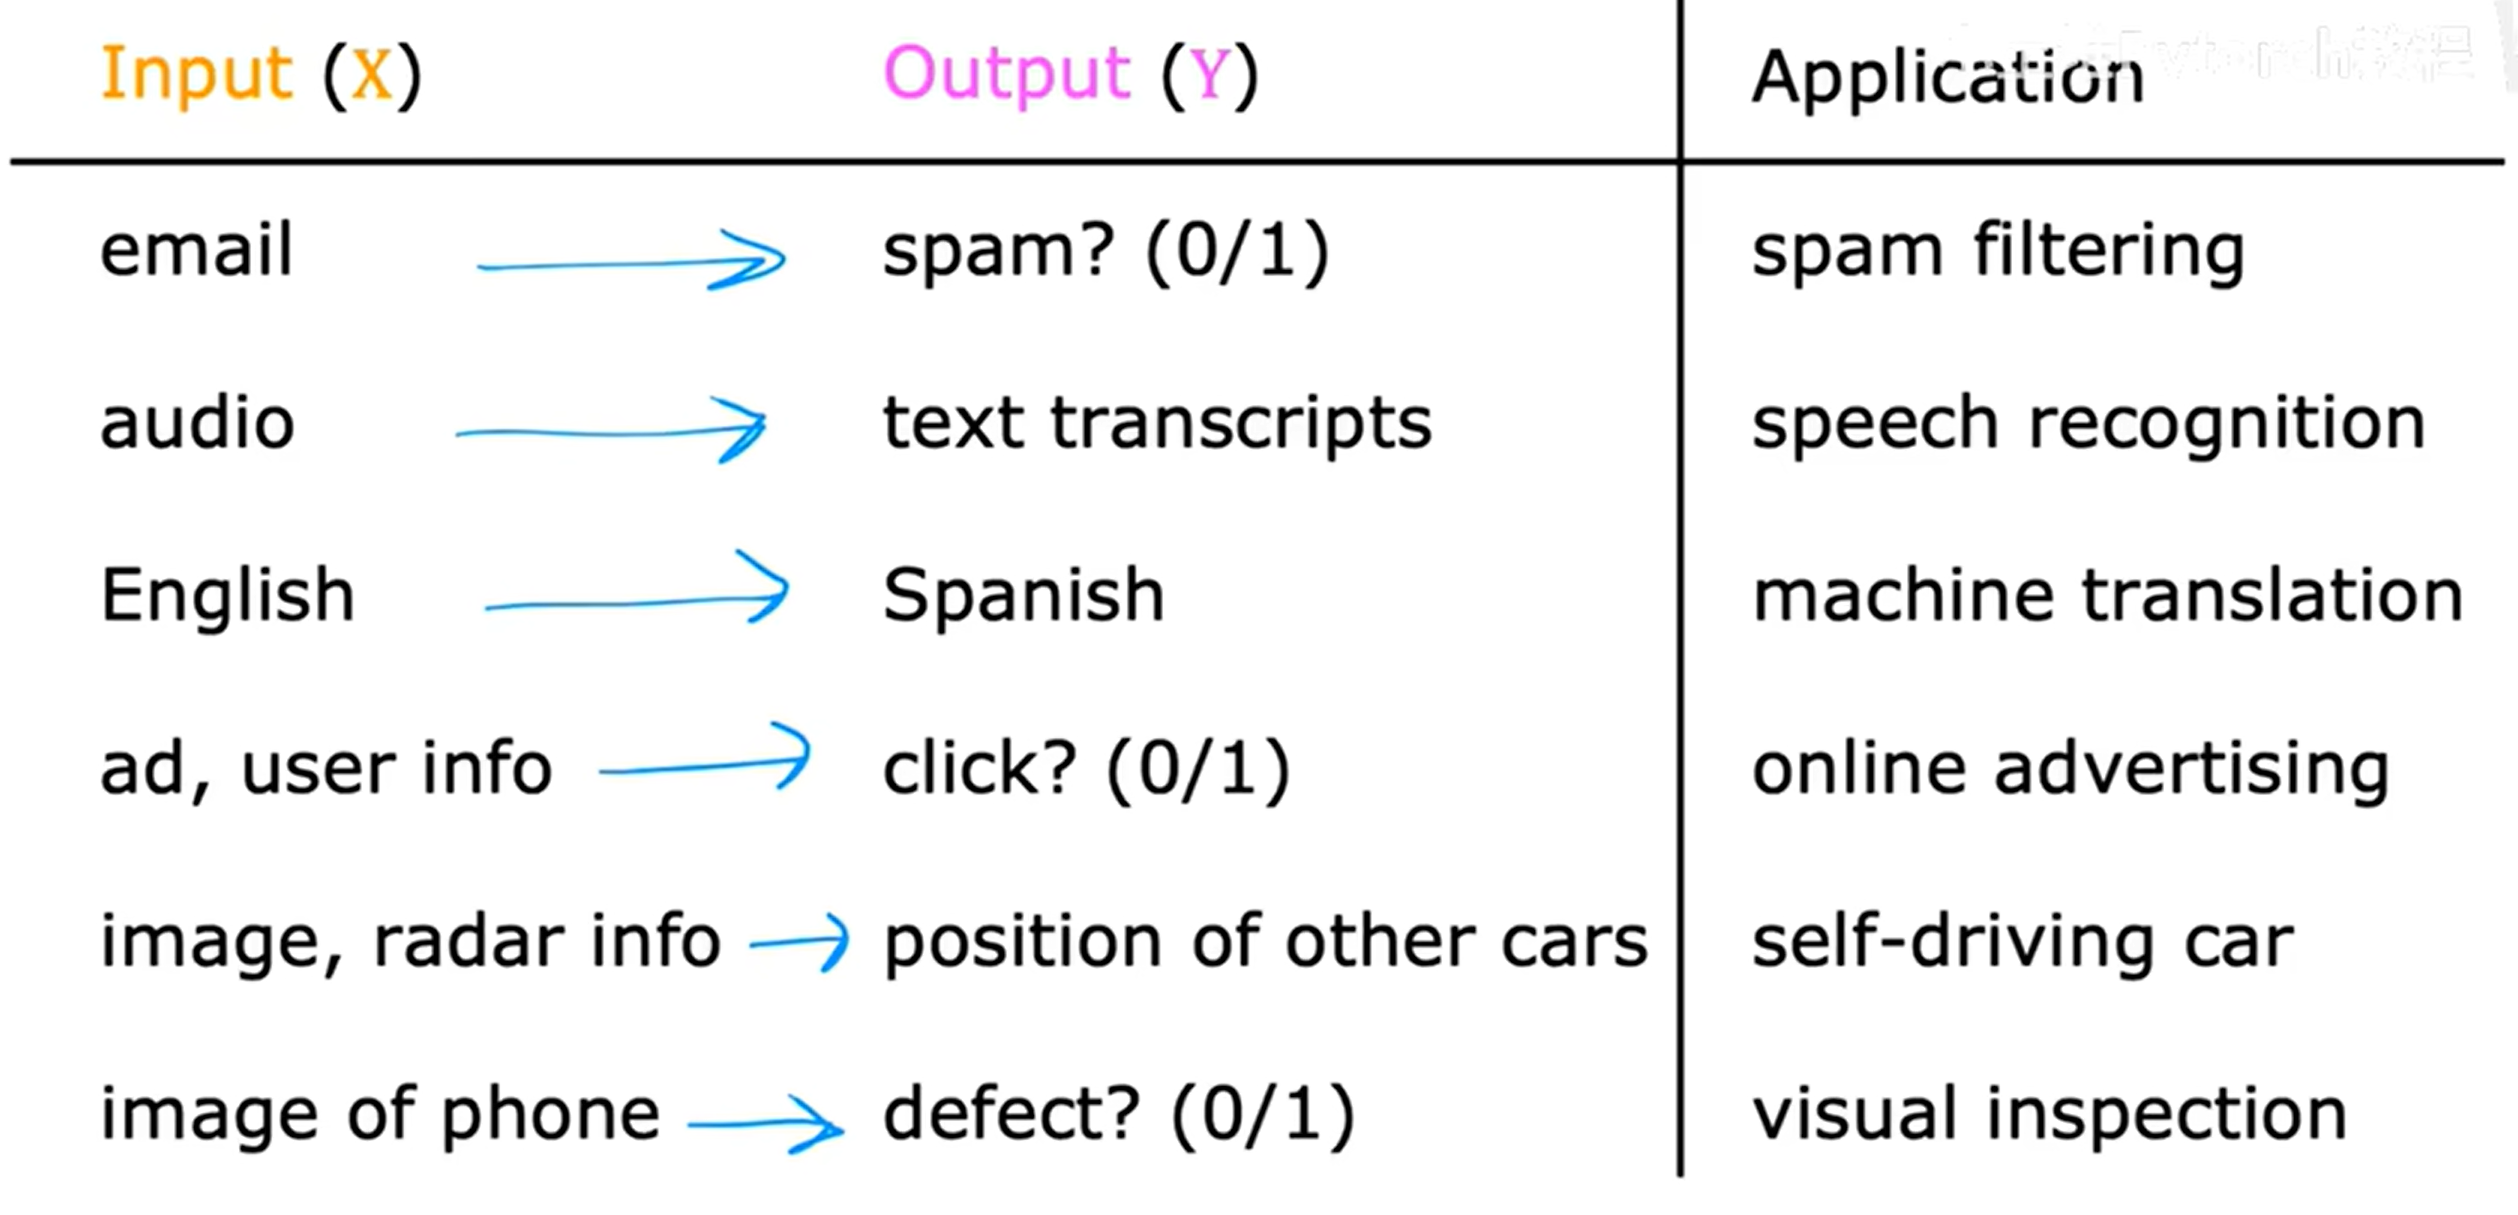 Input (X) Output (Y) Application
email spam? (0/1) spam filtering
audio text transcripts speech recognition
English Spanish machine translation
ad, user info click? (0/1) online advertising
image, radar info position of other cars self-driving car
image of phone defect? (0/1) visual inspection